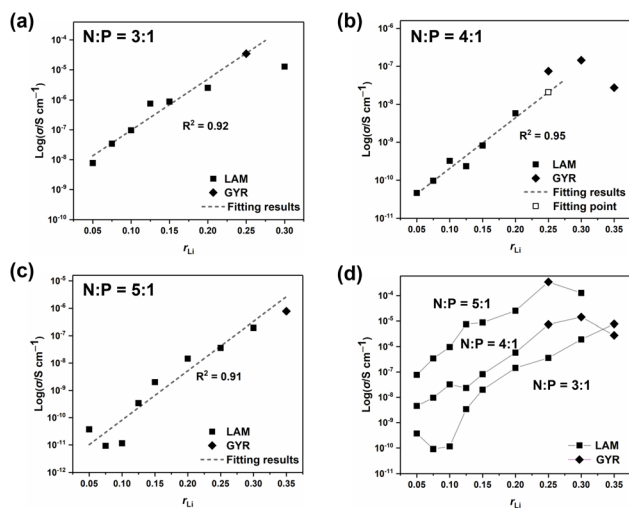 (a)
N:P = 3:1
Log(σ/S cm⁻¹)
10⁻⁴
10⁻⁵
10⁻⁶
10⁻⁷
10⁻⁸
10⁻⁹
10⁻¹⁰
R² = 0.92
LAM
GYR
Fitting results
0.05 0.10 0.15 0.20 0.25 0.30
rLi
(b)
N:P = 4:1
Log(σ/S cm⁻¹)
10⁻⁵
10⁻⁶
10⁻⁷
10⁻⁸
10⁻⁹
10⁻¹⁰
10⁻¹¹
R² = 0.95
LAM
GYR
Fitting results
Fitting point
0.05 0.10 0.15 0.20 0.25 0.30 0.35
rLi
(c)
N:P = 5:1
Log(σ/S cm⁻¹)
10⁻⁵
10⁻⁶
10⁻⁷
10⁻⁸
10⁻⁹
10⁻¹⁰
10⁻¹¹
10⁻¹²
R² = 0.91
LAM
GYR
Fitting results
0.05 0.10 0.15 0.20 0.25 0.30 0.35
rLi
(d)
Log(σ/S cm⁻¹)
10⁻⁴
10⁻⁵
10⁻⁶
10⁻⁷
10⁻⁸
10⁻⁹
10⁻¹⁰
10⁻¹¹
N:P = 5:1
N:P = 4:1
N:P = 3:1
LAM
GYR
0.05 0.10 0.15 0.20 0.25 0.30 0.35
rLi